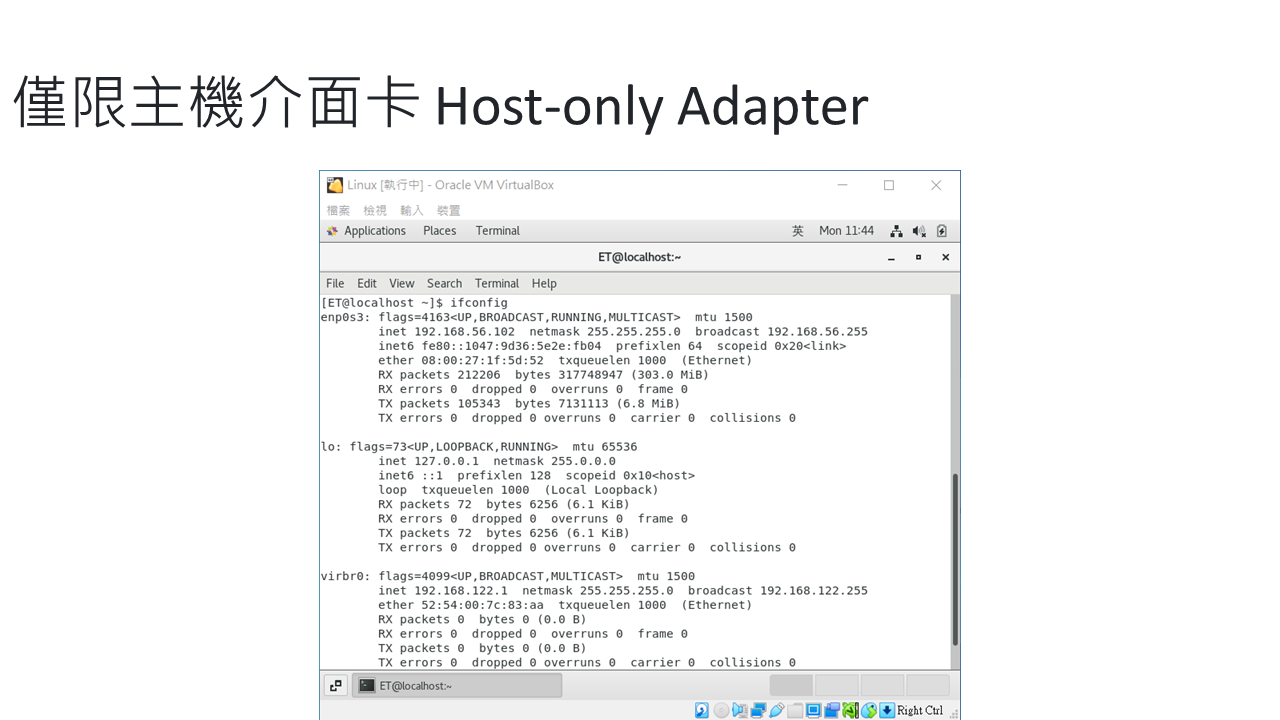 僅限主機介面卡 Host-only Adapter
Linux [執行中] - Oracle VM VirtualBox
檔案 檢視 輸入 裝置
Applications Places Terminal 英 Mon 11:44
ET@localhost:~
File Edit View Search Terminal Help
[ET@localhost ~]$ ifconfig
enp0s3: flags=4163<UP,BROADCAST,RUNNING,MULTICAST>  mtu 1500
        inet 192.168.56.102  netmask 255.255.255.0  broadcast 192.168.56.255
        inet6 fe80::1047:9d36:5e2e:fb04  prefixlen 64  scopeid 0x20<link>
        ether 08:00:27:1f:5d:52  txqueuelen 1000  (Ethernet)
        RX packets 212206  bytes 317748947 (303.0 MiB)
        RX errors 0  dropped 0  overruns 0  frame 0
        TX packets 105343  bytes 7131113 (6.8 MiB)
        TX errors 0  dropped 0 overruns 0  carrier 0  collisions 0
lo: flags=73<UP,LOOPBACK,RUNNING>  mtu 65536
        inet 127.0.0.1  netmask 255.0.0.0
        inet6 ::1  prefixlen 128  scopeid 0x10<host>
        loop  txqueuelen 1000  (Local Loopback)
        RX packets 72  bytes 6256 (6.1 KiB)
        RX errors 0  dropped 0  overruns 0  frame 0
        TX packets 72  bytes 6256 (6.1 KiB)
        TX errors 0  dropped 0 overruns 0  carrier 0  collisions 0
virbr0: flags=4099<UP,BROADCAST,MULTICAST>  mtu 1500
        inet 192.168.122.1  netmask 255.255.255.0  broadcast 192.168.122.255
        ether 52:54:00:7c:83:aa  txqueuelen 1000  (Ethernet)
        RX packets 0  bytes 0 (0.0 B)
        RX errors 0  dropped 0  overruns 0  frame 0
        TX packets 0  bytes 0 (0.0 B)
        TX errors 0  dropped 0 overruns 0  carrier 0  collisions 0
ET@localhost:~
Right Ctrl